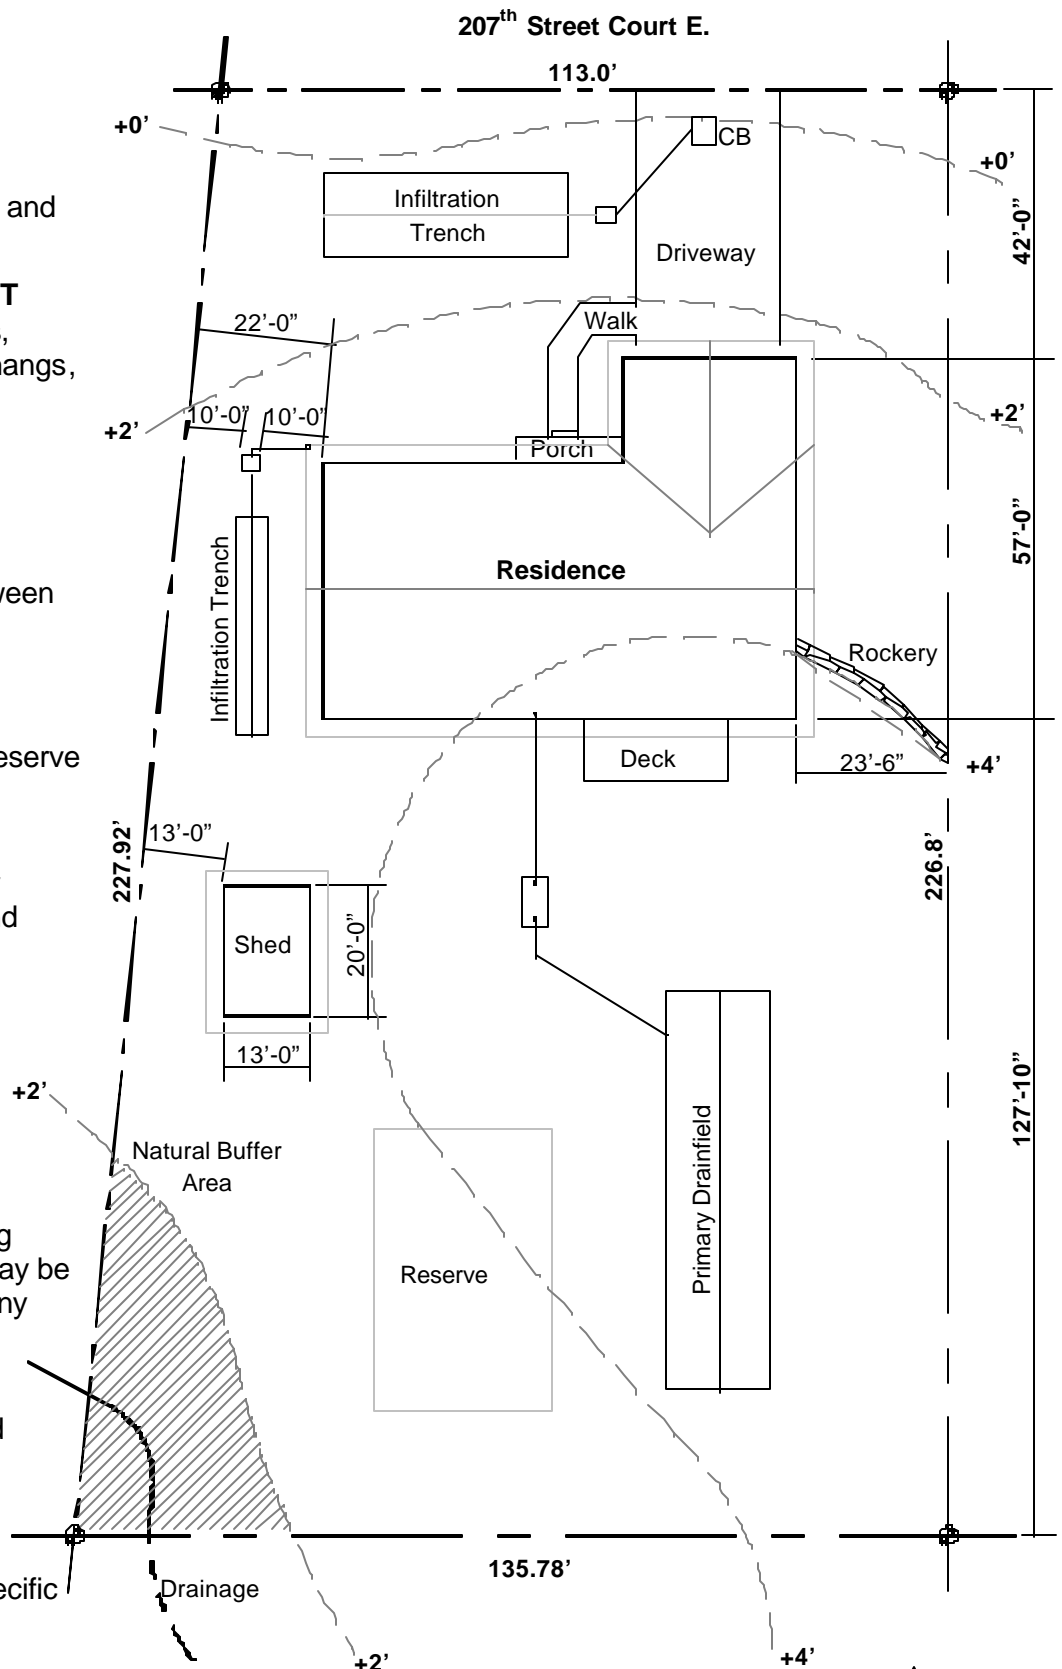 207th Street Court E.
113.0’
+0’
CB
+0’
and
Infiltration
Trench
42’-0”
Driveway
T
22’-0”
Walk
hangs,
+2’
10’-0”
10’-0”
+2’
Porch
57’-0”
Infiltration Trench
Residence
ween
Rockery
eserve
Deck
23’-6”
+4’
227.92’
13’-0”
226.8’
d
Shed
20’-0”
13’-0”
127’-10”
+2’
Natural Buffer
Area
Primary Drainfield
g
ay be
ny
Reserve
d
135.78’
ecific
Drainage
+2’
+4’